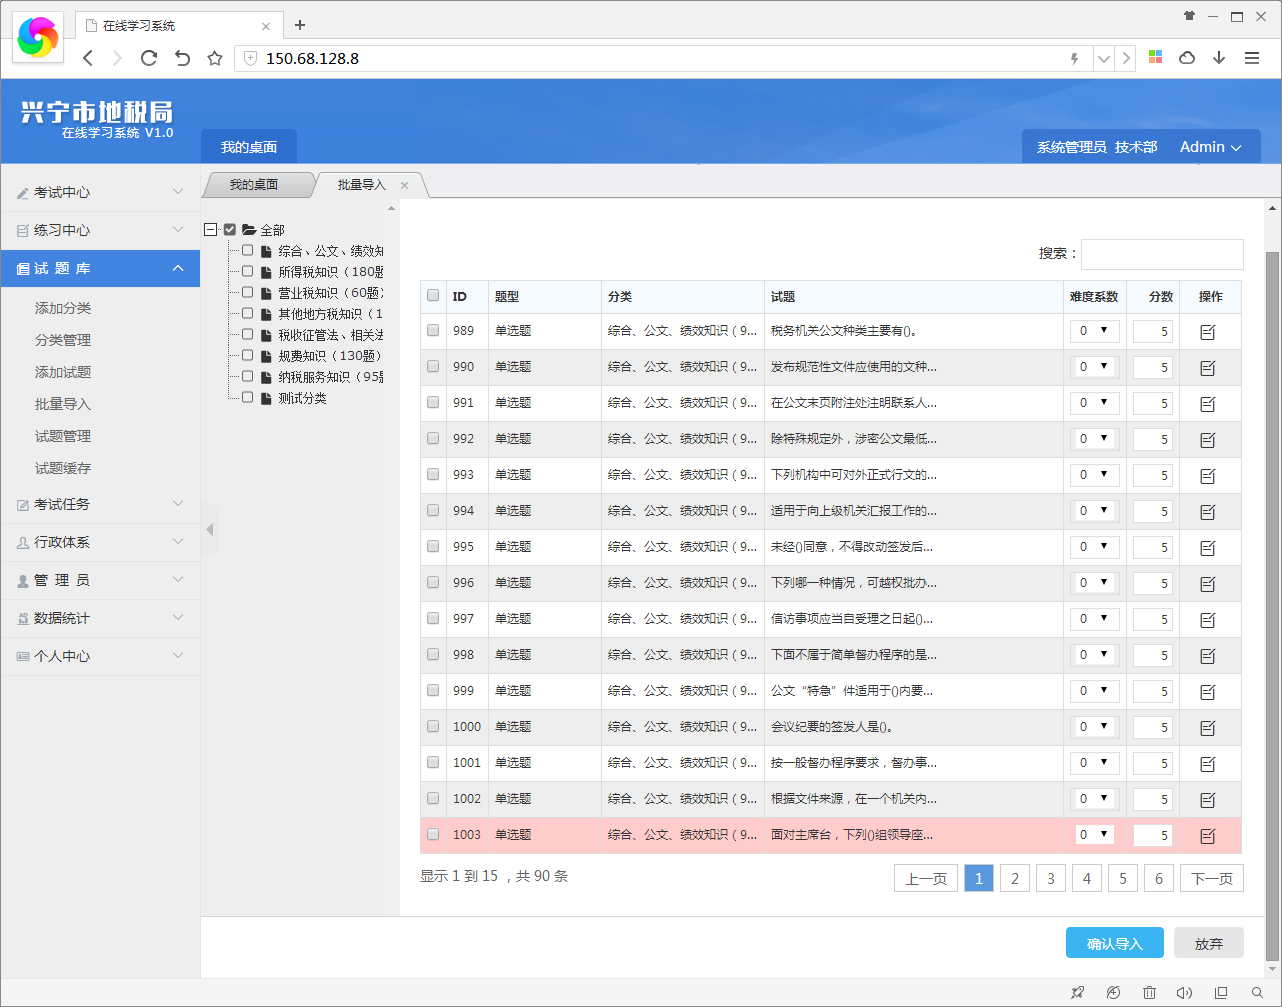 在线学习系统
150.68.128.8
兴宁市地税局
在线学习系统 V1.0
我的桌面
系统管理员 技术部 Admin
考试中心
练习中心
试 题 库
添加分类
分类管理
添加试题
批量导入
试题管理
试题缓存
考试任务
行政体系
管 理 员
数据统计
个人中心
我的桌面
批量导入
全部
综合、公文、绩效知
所得税知识（180题
营业税知识（60题）
其他地方税知识（1
税收征管法、相关法
规费知识（130题）
纳税服务知识（95题
测试分类
搜索：
ID 题型 分类 试题 难度系数 分数 操作
989 单选题 综合、公文、绩效知识（9... 税务机关公文种类主要有()。 0 5
990 单选题 综合、公文、绩效知识（9... 发布规范性文件应使用的文种... 0 5
991 单选题 综合、公文、绩效知识（9... 在公文末页附注处注明联系人... 0 5
992 单选题 综合、公文、绩效知识（9... 除特殊规定外，涉密公文最低... 0 5
993 单选题 综合、公文、绩效知识（9... 下列机构中可对外正式行文的... 0 5
994 单选题 综合、公文、绩效知识（9... 适用于向上级机关汇报工作的... 0 5
995 单选题 综合、公文、绩效知识（9... 未经()同意，不得改动签发后... 0 5
996 单选题 综合、公文、绩效知识（9... 下列哪一种情况，可越权批办... 0 5
997 单选题 综合、公文、绩效知识（9... 信访事项应当自受理之日起()... 0 5
998 单选题 综合、公文、绩效知识（9... 下面不属于简单督办程序的是... 0 5
999 单选题 综合、公文、绩效知识（9... 公文“特急”件适用于()内要... 0 5
1000 单选题 综合、公文、绩效知识（9... 会议纪要的签发人是()。 0 5
1001 单选题 综合、公文、绩效知识（9... 按一般督办程序要求，督办事... 0 5
1002 单选题 综合、公文、绩效知识（9... 根据文件来源，在一个机关内... 0 5
1003 单选题 综合、公文、绩效知识（9... 面对主席台，下列()组领导座... 0 5
显示 1 到 15 ，共 90 条
上一页 1 2 3 4 5 6 下一页
确认导入 放弃